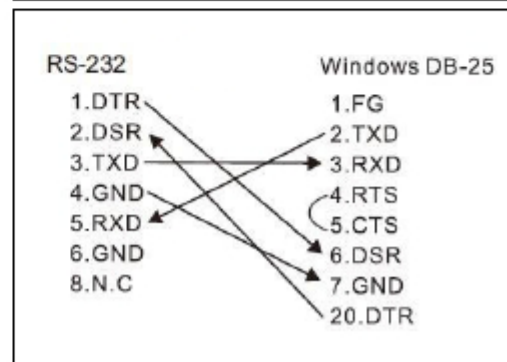 RS-232
1.DTR
2.DSR
3.TXD
4.GND
5.RXD
6.GND
8.N.C
Windows DB-25
1.FG
2.TXD
3.RXD
4.RTS
5.CTS
6.DSR
7.GND
20.DTR